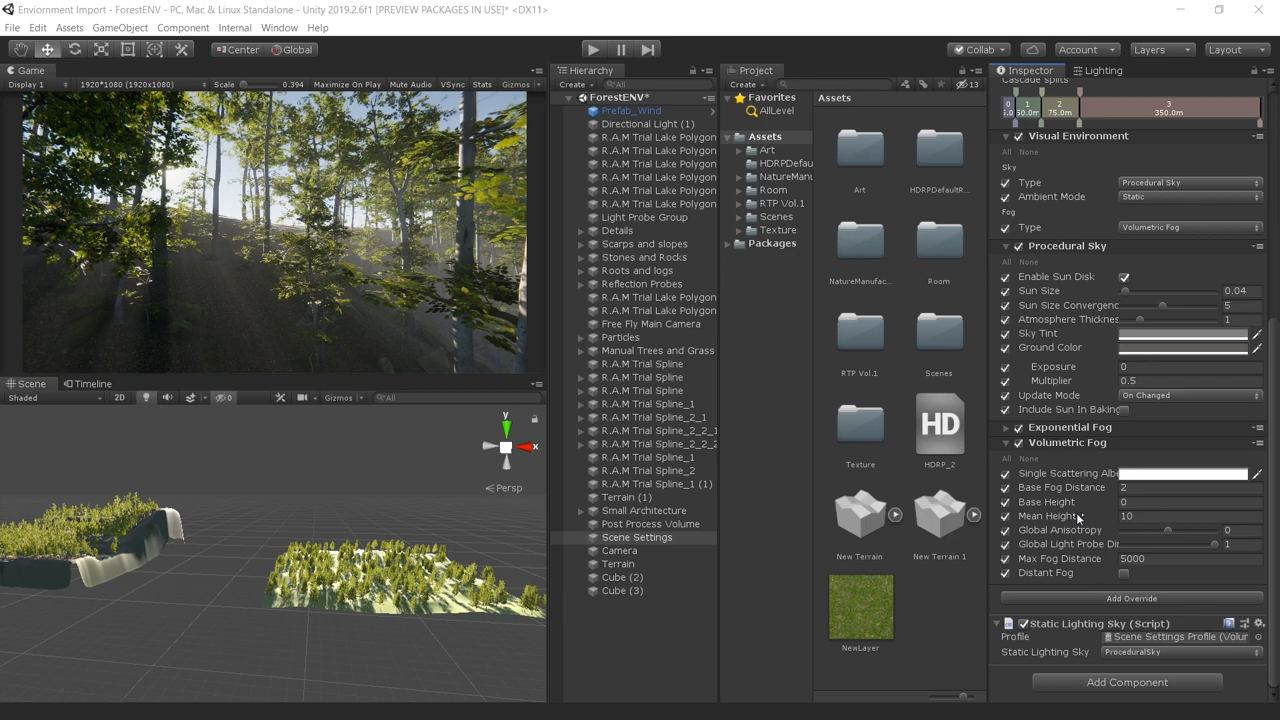 Enviornment Import - ForestENV - PC, Mac & Linux Standalone - Unity 2019.2.6f1 [PREVIEW PACKAGES IN USE]* <DX11>
File Edit Assets GameObject Component Internal Window Help
Center Global Collab Account Layers Layout
Game
Display 1 1920*1080 (1920x1080) Scale 0.394 Maximize On Play Mute Audio VSync Stats Gizmos
Scene Timeline
Shaded 2D 0 Gizmos All
y
x
Persp
Hierarchy
Create All
ForestENV*
Prefab_Wind
Directional Light (1)
R.A.M Trial Lake Polygon
R.A.M Trial Lake Polygon
R.A.M Trial Lake Polygon
R.A.M Trial Lake Polygon
R.A.M Trial Lake Polygon
R.A.M Trial Lake Polygon
Light Probe Group
Details
Scarps and slopes
Stones and Rocks
Roots and logs
Reflection Probes
R.A.M Trial Lake Polygon
R.A.M Trial Lake Polygon
Free Fly Main Camera
Particles
Manual Trees and Grass
R.A.M Trial Spline
R.A.M Trial Spline
R.A.M Trial Spline
R.A.M Trial Spline_1
R.A.M Trial Spline_2_1
R.A.M Trial Spline_2_2_1
R.A.M Trial Spline_2_2_2
R.A.M Trial Spline_1
R.A.M Trial Spline_2
R.A.M Trial Spline_1 (1)
Terrain (1)
Small Architecture
Post Process Volume
Scene Settings
Camera
Terrain
Cube (2)
Cube (3)
Project
Create 13
Favorites
AllLevel
Assets
Art
HDRPDefau
NatureManu
Room
RTP Vol.1
Scenes
Texture
Packages
Assets
Art HDRPDefaultR...
NatureManufac... Room
RTP Vol.1 Scenes
HD
Texture HDRP_2
New Terrain New Terrain 1
NewLayer
Inspector Lighting
Cascade splits
0 1 2 3
50.0m 75.0m 350.0m
Visual Environment
All None
Sky
Type Procedural Sky
Ambient Mode Static
Fog
Type Volumetric Fog
Procedural Sky
All None
Enable Sun Disk
Sun Size 0.04
Sun Size Convergenc 5
Atmosphere Thicknes 1
Sky Tint
Ground Color
Exposure 0
Multiplier 0.5
Update Mode On Changed
Include Sun In Baking
Exponential Fog
Volumetric Fog
All None
Single Scattering Albe
Base Fog Distance 2
Base Height 0
Mean Height 10
Global Anisotropy 0
Global Light Probe Di 1
Max Fog Distance 5000
Distant Fog
Add Override
Static Lighting Sky (Script)
Profile Scene Settings Profile (Volur
Static Lighting Sky ProceduralSky
Add Component